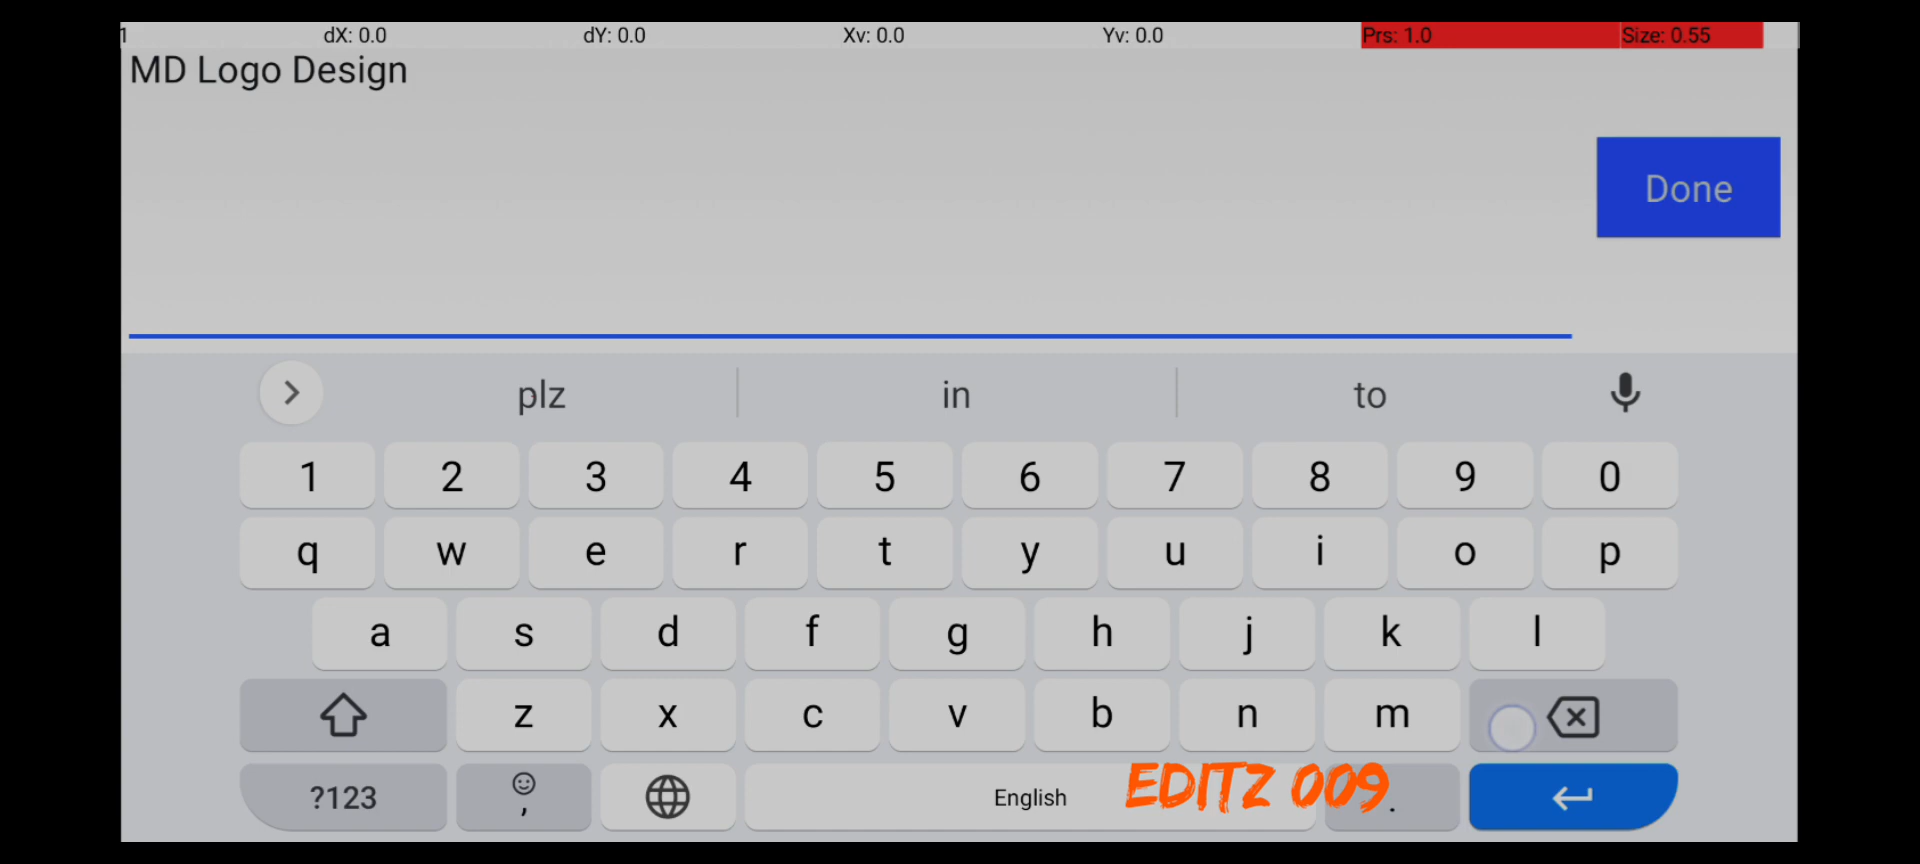 1 dX: 0.0 dY: 0.0 Xv: 0.0 Yv: 0.0 Prs: 1.0 Size: 0.55
MD Logo Design
Done
plz in to
1 2 3 4 5 6 7 8 9 0
q w e r t y u i o p
a s d f g h j k l
z x c v b n m
?123 , English EDITZ 009 .